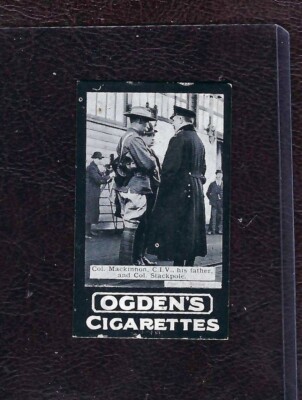 Col. Mackinnon, C.I.V., his father,
and Col. Stackpole.
OGDEN'S
CIGARETTES